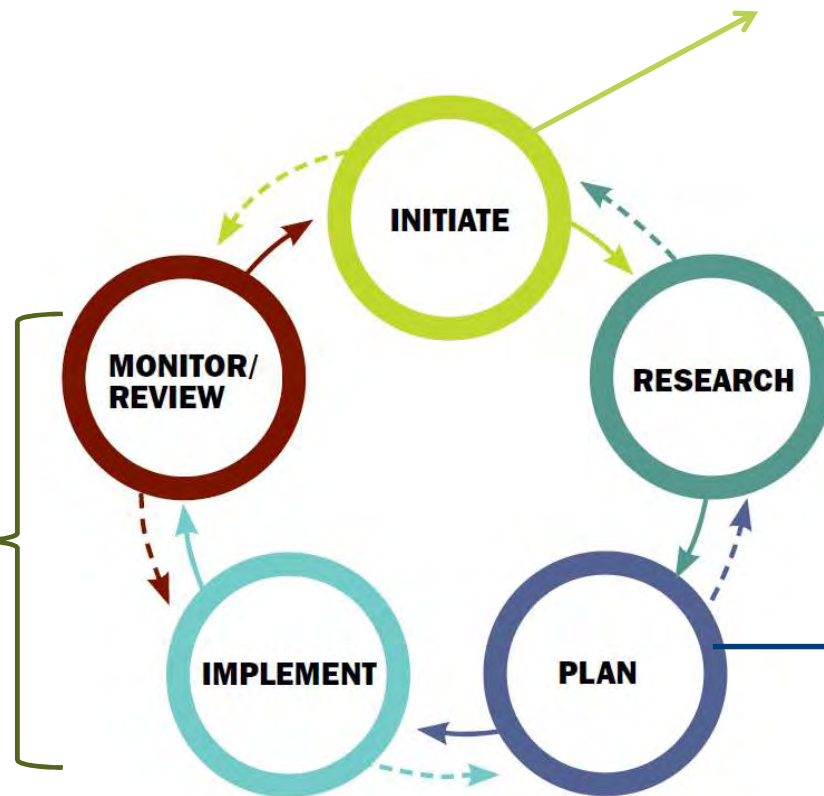 INITIATE
RESEARCH
PLAN
IMPLEMENT
MONITOR/
REVIEW